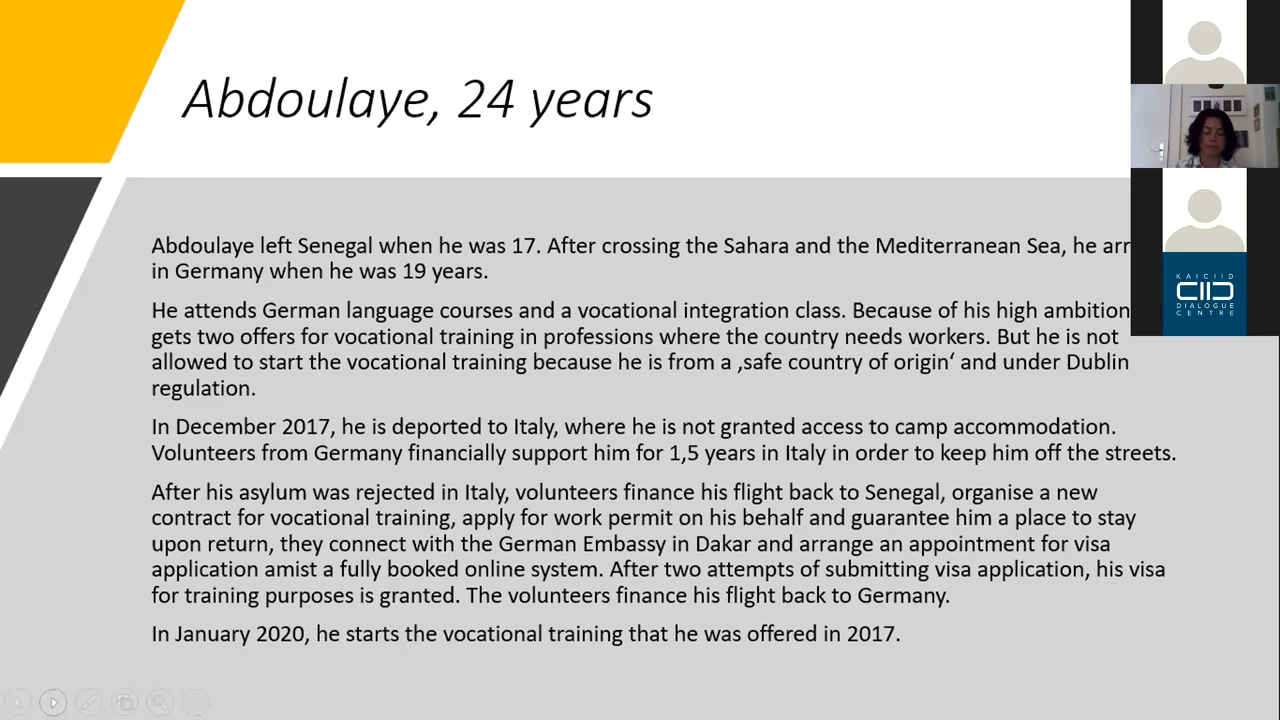 Abdoulaye, 24 years
Abdoulaye left Senegal when he was 17. After crossing the Sahara and the Mediterranean Sea, he
in Germany when he was 19 years.
He attends German language courses and a vocational integration class. Because of his high ambition
gets two offers for vocational training in professions where the country needs workers. But he is not
allowed to start the vocational training because he is from a ‚safe country of origin‘ and under Dublin
regulation.
In December 2017, he is deported to Italy, where he is not granted access to camp accommodation.
Volunteers from Germany financially support him for 1,5 years in Italy in order to keep him off the streets.
After his asylum was rejected in Italy, volunteers finance his flight back to Senegal, organise a new
contract for vocational training, apply for work permit on his behalf and guarantee him a place to stay
upon return, they connect with the German Embassy in Dakar and arrange an appointment for visa
application amist a fully booked online system. After two attempts of submitting visa application, his visa
for training purposes is granted. The volunteers finance his flight back to Germany.
In January 2020, he starts the vocational training that he was offered in 2017.
KAICIID
DIALOGUE
CENTRE